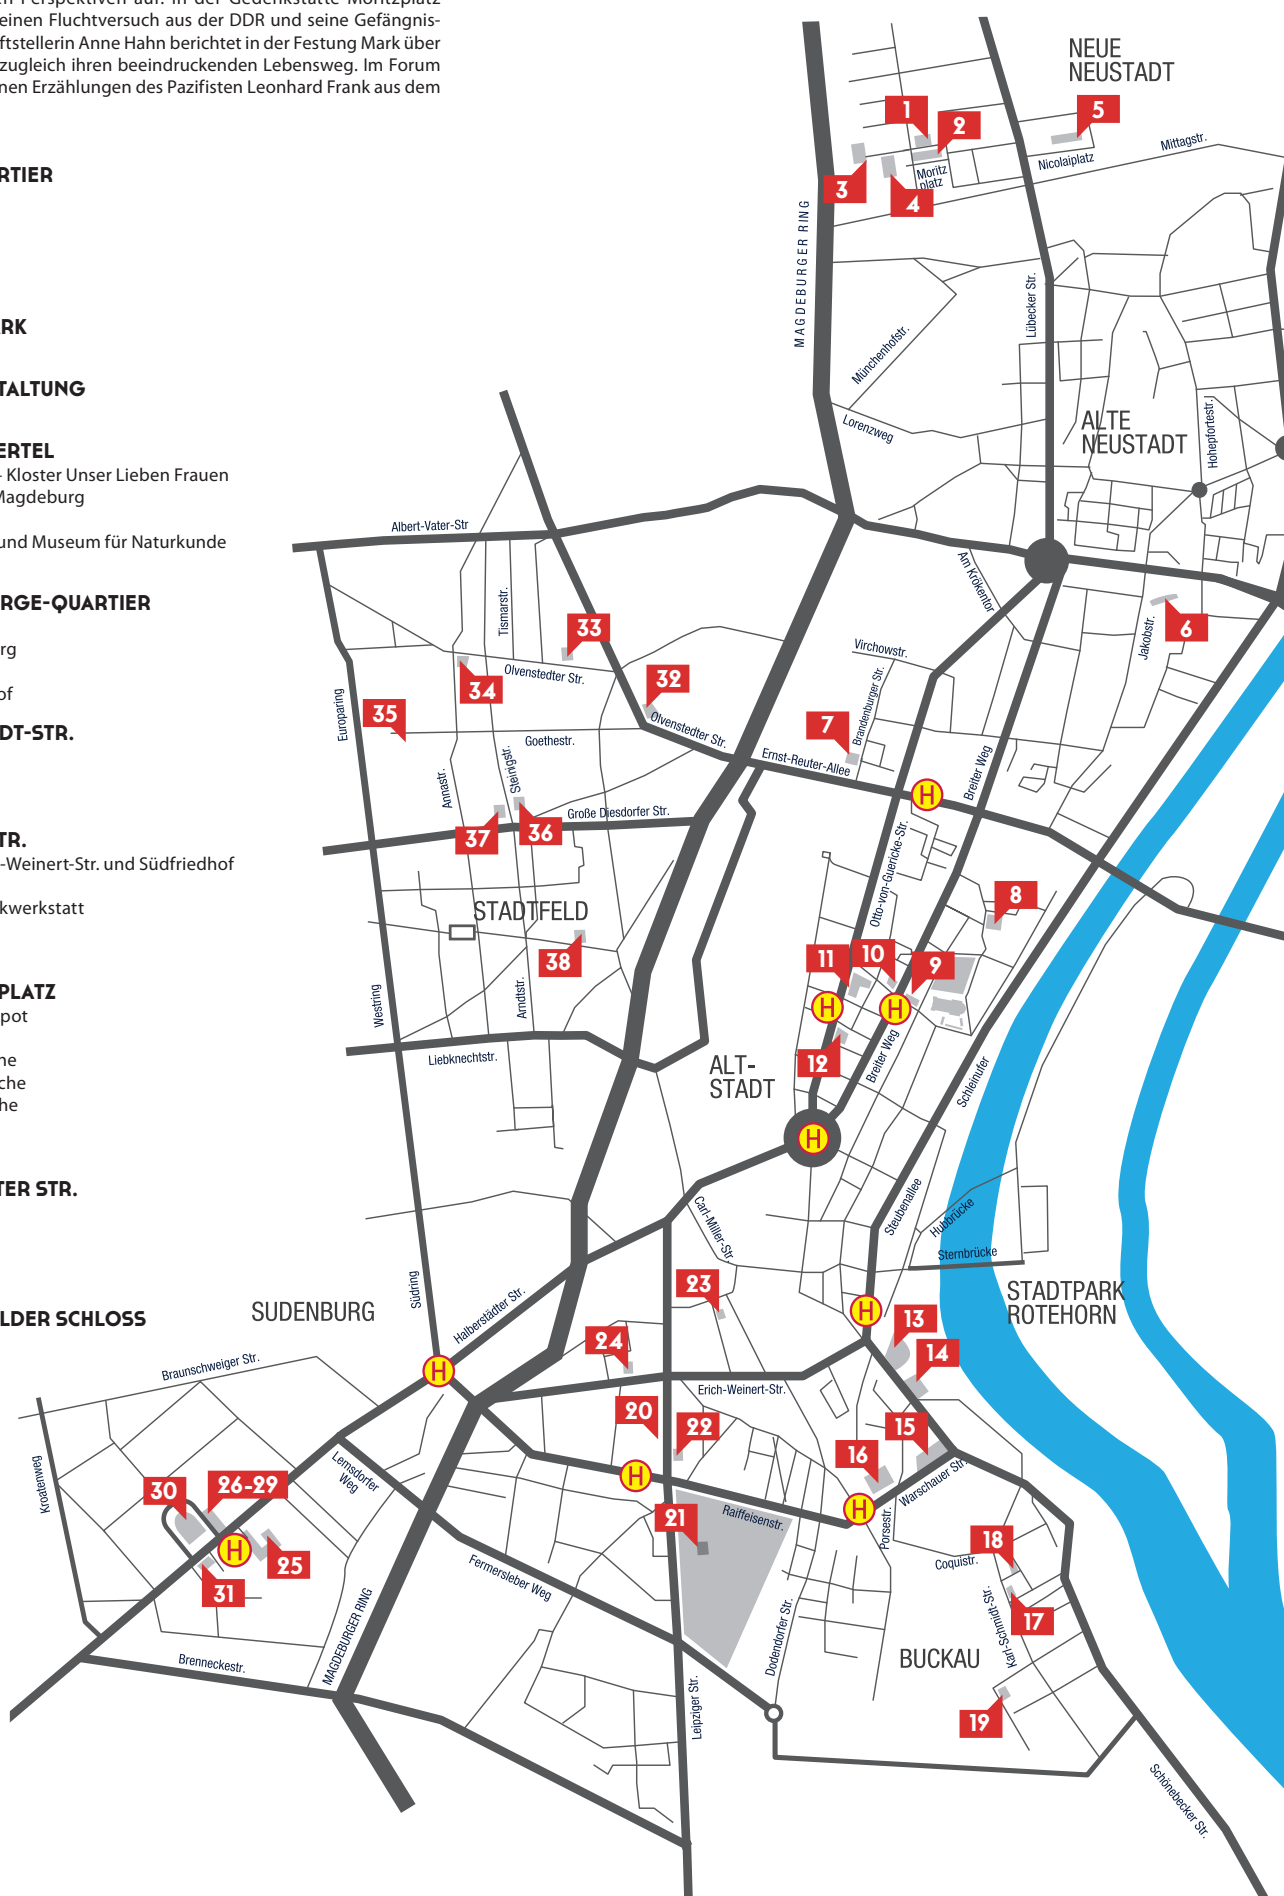 einen Fluchtversuch aus der DDR und seine Gefängnis-
ftstellerin Anne Hahn berichtet in der Festung Mark über
zugleich ihren beeindruckenden Lebensweg. Im Forum
nen Erzählungen des Pazifisten Leonhard Frank aus dem
RTIER
RK
TALTUNG
ERTEL
- Kloster Unser Lieben Frauen
Magdeburg
und Museum für Naturkunde
RGE-QUARTIER
rg
of
DT-STR.
TR.
-Weinert-Str. und Südfriedhof
kwerkstatt
PLATZ
pot
ne
che
he
TER STR.
LDER SCHLOSS
NEUE
NEUSTADT
1
2
5
3
4
Moritz
platz
Nicolaiplatz
Mittagstr.
MAGDEBURGER RING
Lübecker Str.
Münchenhofstr.
Lorenzweg
ALTE
NEUSTADT
Hohepfortestr.
Albert-Vater-Str
Am Krökentor
Tismarstr.
33
Jakobstr.
6
Virchowstr.
Olvenstedter Str.
34
32
Europaring
35
Brandenburger Str.
7
Olvenstedter Str.
Goethestr.
Ernst-Reuter-Allee
Steinigstr.
Annastr.
Breiter Weg
H
Große Diesdorfer Str.
37
36
Otto-von-Guericke-Str.
8
STADTFELD
38
11
10
9
Westring
Arndtstr.
H
H
Liebknechtstr.
12
Breiter Weg
ALT-
STADT
Schleinufer
H
Carl-Miller-Str
Steubenallee
Hubbrücke
Sternbrücke
Südring
SUDENBURG
Halberstädter Str.
23
STADTPARK
ROTEHORN
H
13
24
14
Braunschweiger Str.
H
Erich-Weinert-Str.
20
22
15
16
Kroatenweg
Lemsdorfer
Weg
H
Warschauer Str.
30
26-29
H
21
Raiffeisenstr.
H
Porsestr.
18
25
Coquistr.
31
Fermersleber Weg
17
Karl-Schmidt-Str.
MAGDEBURGER RING
Dodendorfer Str.
BUCKAU
Brenneckestr.
Leipziger Str.
19
Schönebecker Str.